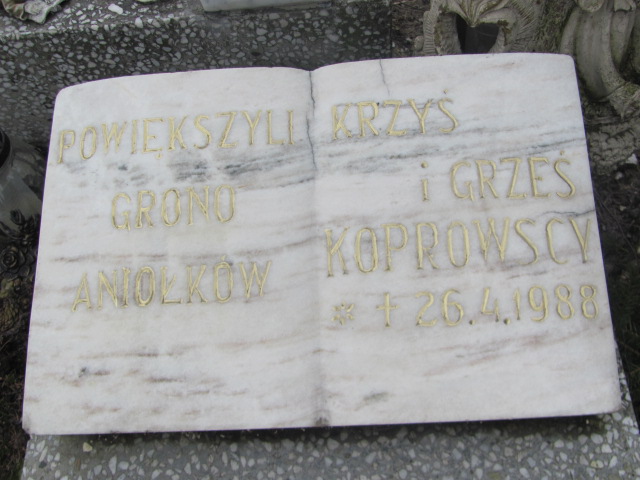 POWIĘKSZYLI
GRONO
ANIOŁKÓW
KRZYŚ
i GRZEŚ
KOPROWSCY
* † 26.4.1988